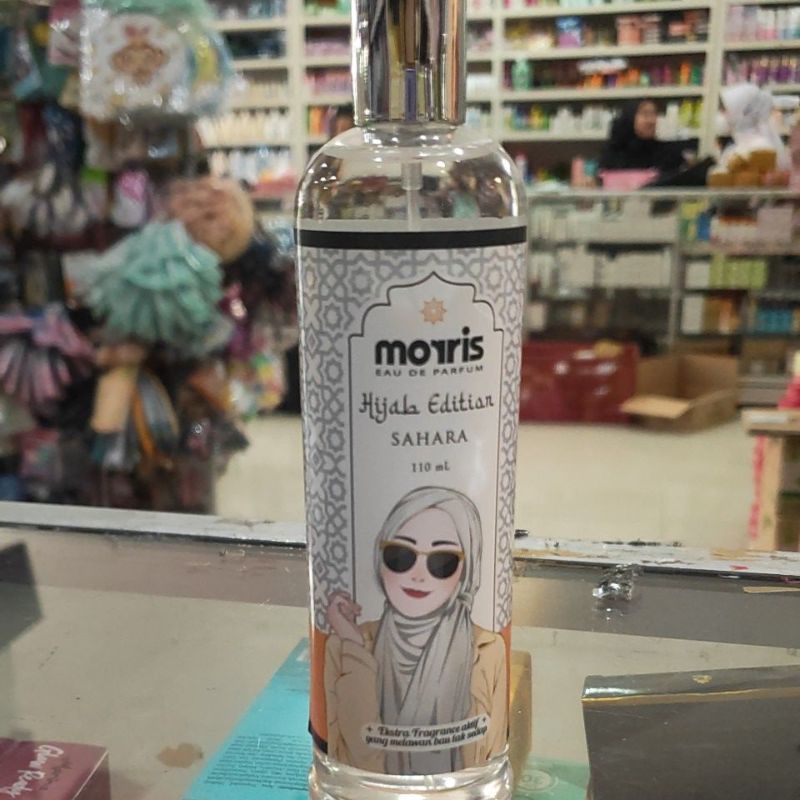 morris
EAU DE PARFUM
Hijab Edition
SAHARA
110 mL
+ Ekstra Fragrance aktif +
yang melawan bau tak sedap